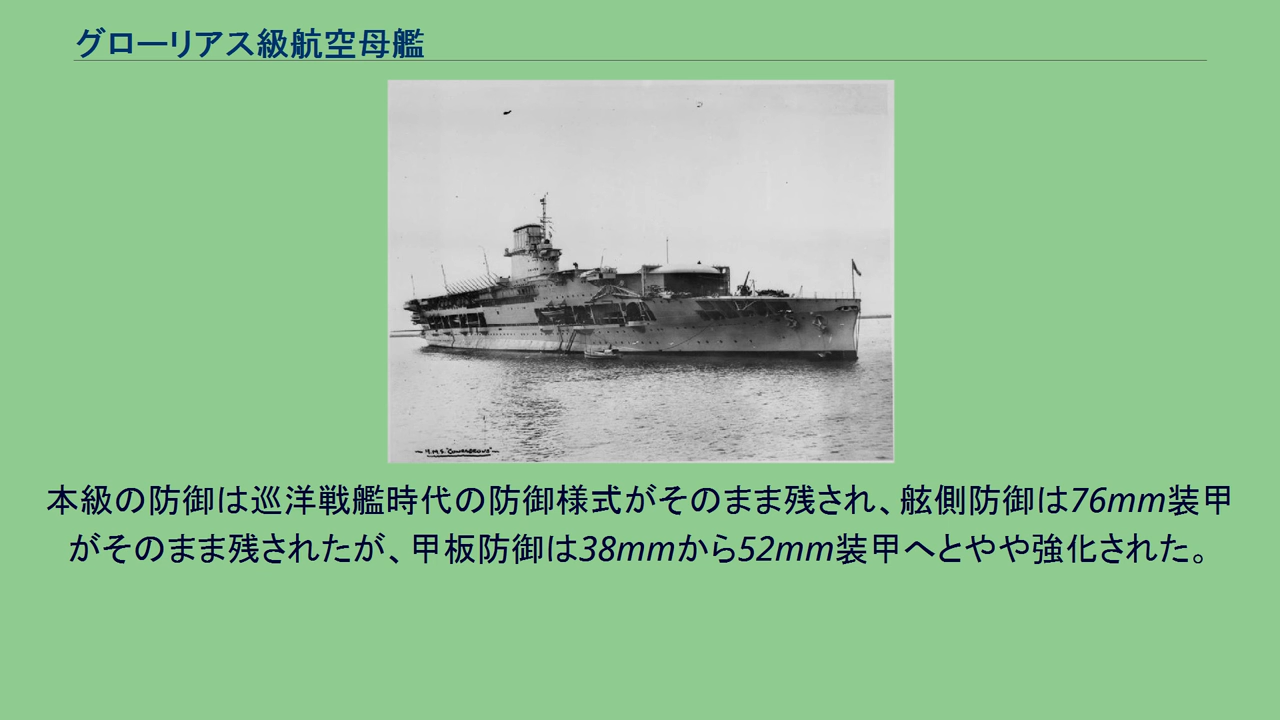 グローリアス級航空母艦
H.M.S. "COURAGEOUS"
本級の防御は巡洋戦艦時代の防御様式がそのまま残され、舷側防御は76mm装甲
がそのまま残されたが、甲板防御は38mmから52mm装甲へとやや強化された。